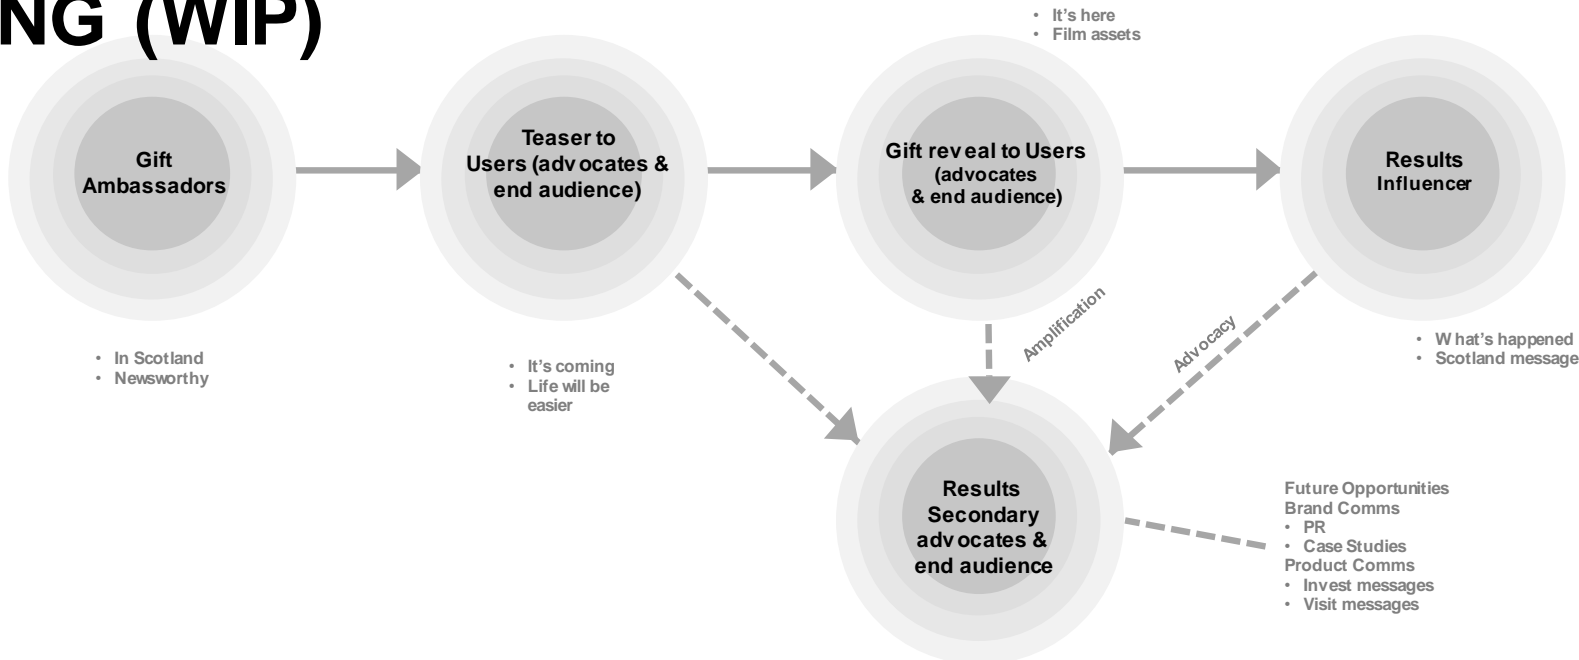 NG (WIP)
• It’s here
• Film assets
Gift
Ambassadors
Teaser to
Users (advocates &
end audience)
Gift reveal to Users
(advocates
& end audience)
Results
Influencer
• In Scotland
• Newsworthy
• It’s coming
• Life will be
easier
Amplification
Advocacy
• What’s happened
• Scotland message
Results
Secondary
advocates &
end audience
Future Opportunities
Brand Comms
• PR
• Case Studies
Product Comms
• Invest messages
• Visit messages